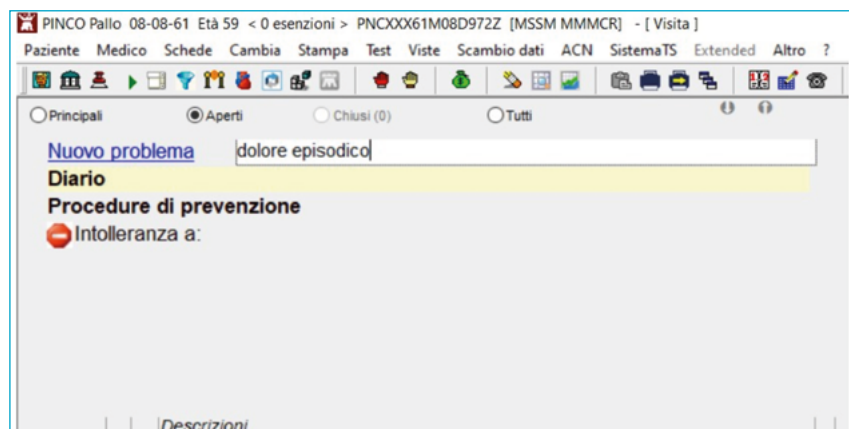 PINCO Pallo 08-08-61 Età 59 < 0 esenzioni > PNCXXX61M08D972Z [MSSM MMMCR] - [ Visita ]
Paziente Medico Schede Cambia Stampa Test Viste Scambio dati ACN SistemaTS Extended Altro ?
Principali Aperti Chiusi (0) Tutti
Nuovo problema dolore episodico
Diario
Procedure di prevenzione
Intolleranza a:
Descrizioni